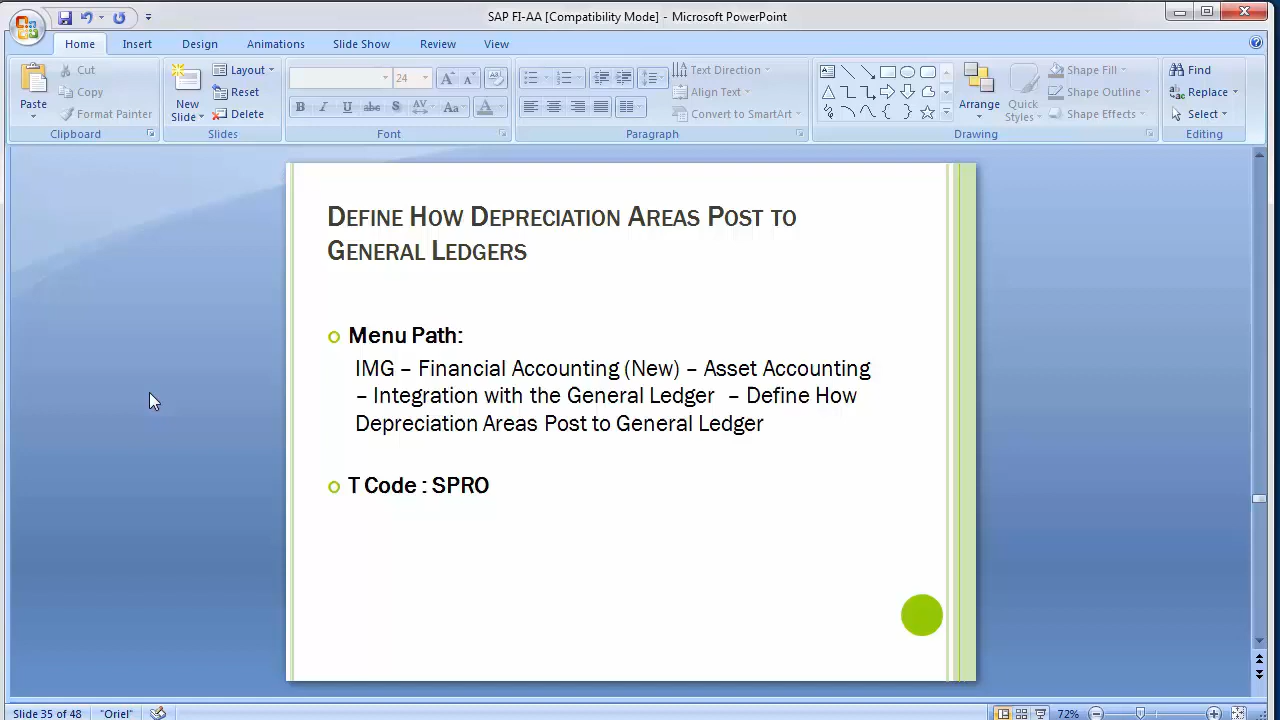 SAP FI-AA [Compatibility Mode] - Microsoft PowerPoint
Home Insert Design Animations Slide Show Review View
Paste
Cut
Copy
Format Painter
Clipboard
New
Slide
Layout
Reset
Delete
Slides
24
B I U abc S AV Aa A
Font
Text Direction
Align Text
Convert to SmartArt
Paragraph
Arrange
Quick
Styles
Shape Fill
Shape Outline
Shape Effects
Drawing
Find
Replace
Select
Editing
DEFINE HOW DEPRECIATION AREAS POST TO
GENERAL LEDGERS
Menu Path:
IMG – Financial Accounting (New) – Asset Accounting
– Integration with the General Ledger – Define How
Depreciation Areas Post to General Ledger
T Code : SPRO
Slide 35 of 48 "Oriel" 72%